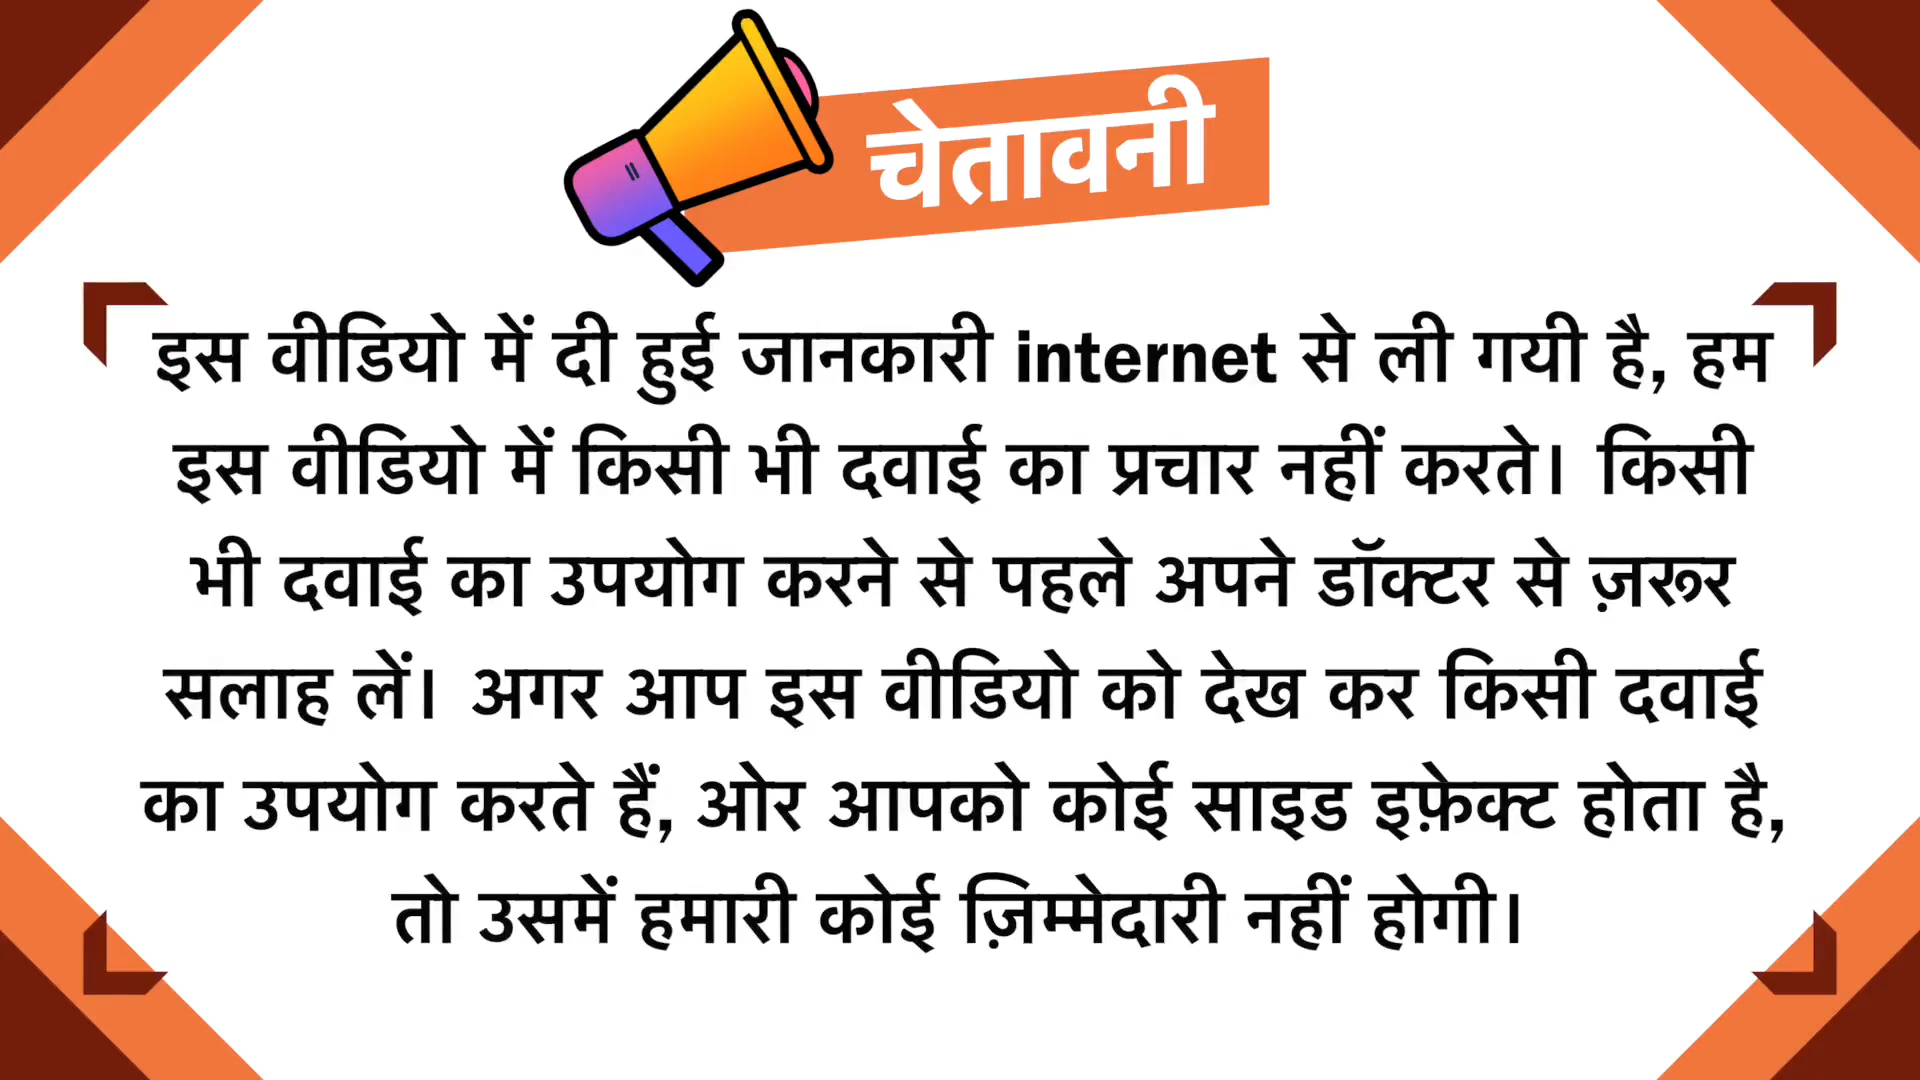 चेतावनी
इस वीडियो में दी हुई जानकारी internet से ली गयी है, हम
इस वीडियो में किसी भी दवाई का प्रचार नहीं करते। किसी
भी दवाई का उपयोग करने से पहले अपने डॉक्टर से ज़रूर
सलाह लें। अगर आप इस वीडियो को देख कर किसी दवाई
का उपयोग करते हैं, ओर आपको कोई साइड इफ़ेक्ट होता है,
तो उसमें हमारी कोई ज़िम्मेदारी नहीं होगी।